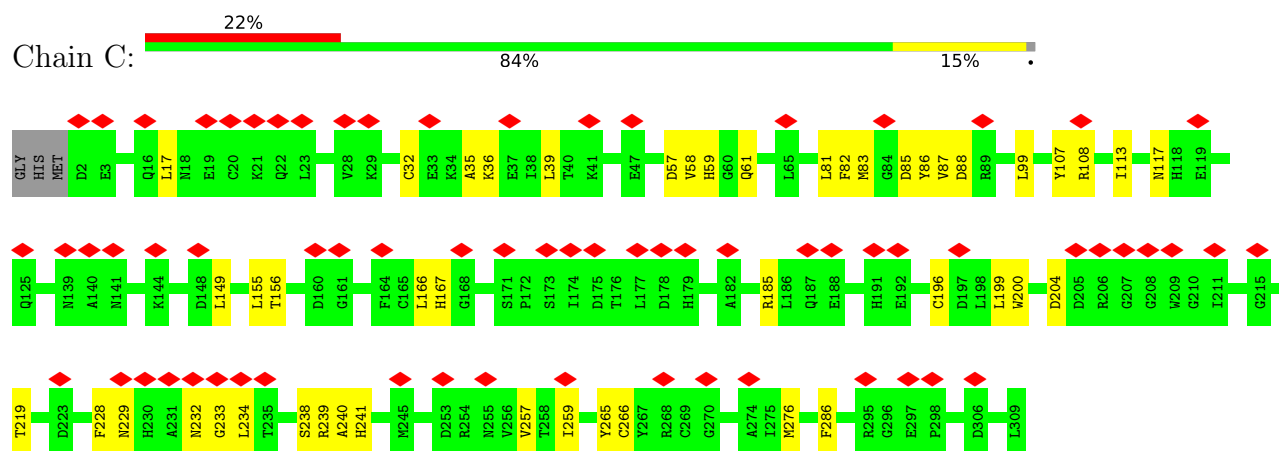 22%
Chain C:
84%
15%
•
GLY HIS MET D2 E3 Q16 L17 N18 E19 C20 K21 Q22 L23 V28 K29 C32 E33 K34 A35 K36 E37 I38 L39 T40 K41 E47 D57 V58 H59 G60 Q61 L65 L81 F82 M83 G84 D85 Y86 V87 D88 R89 L99 Y107 R108 I113 N117 H118 E119
Q125 N139 A140 N141 K144 D148 L149 L155 T156 D160 G161 F164 C165 L166 H167 G168 S171 P172 S173 I174 D175 T176 L177 D178 H179 A182 R185 L186 Q187 E188 H191 E192 C196 D197 L198 L199 W200 D204 D205 R206 G207 G208 W209 G210 I211 G215
T219 D223 F228 N229 H230 A231 N232 G233 L234 T235 S238 R239 A240 H241 M245 D253 R254 N255 V256 V257 T258 I259 Y265 C266 Y267 R268 C269 G270 A274 I275 M276 F286 R295 G296 E297 P298 D306 L309